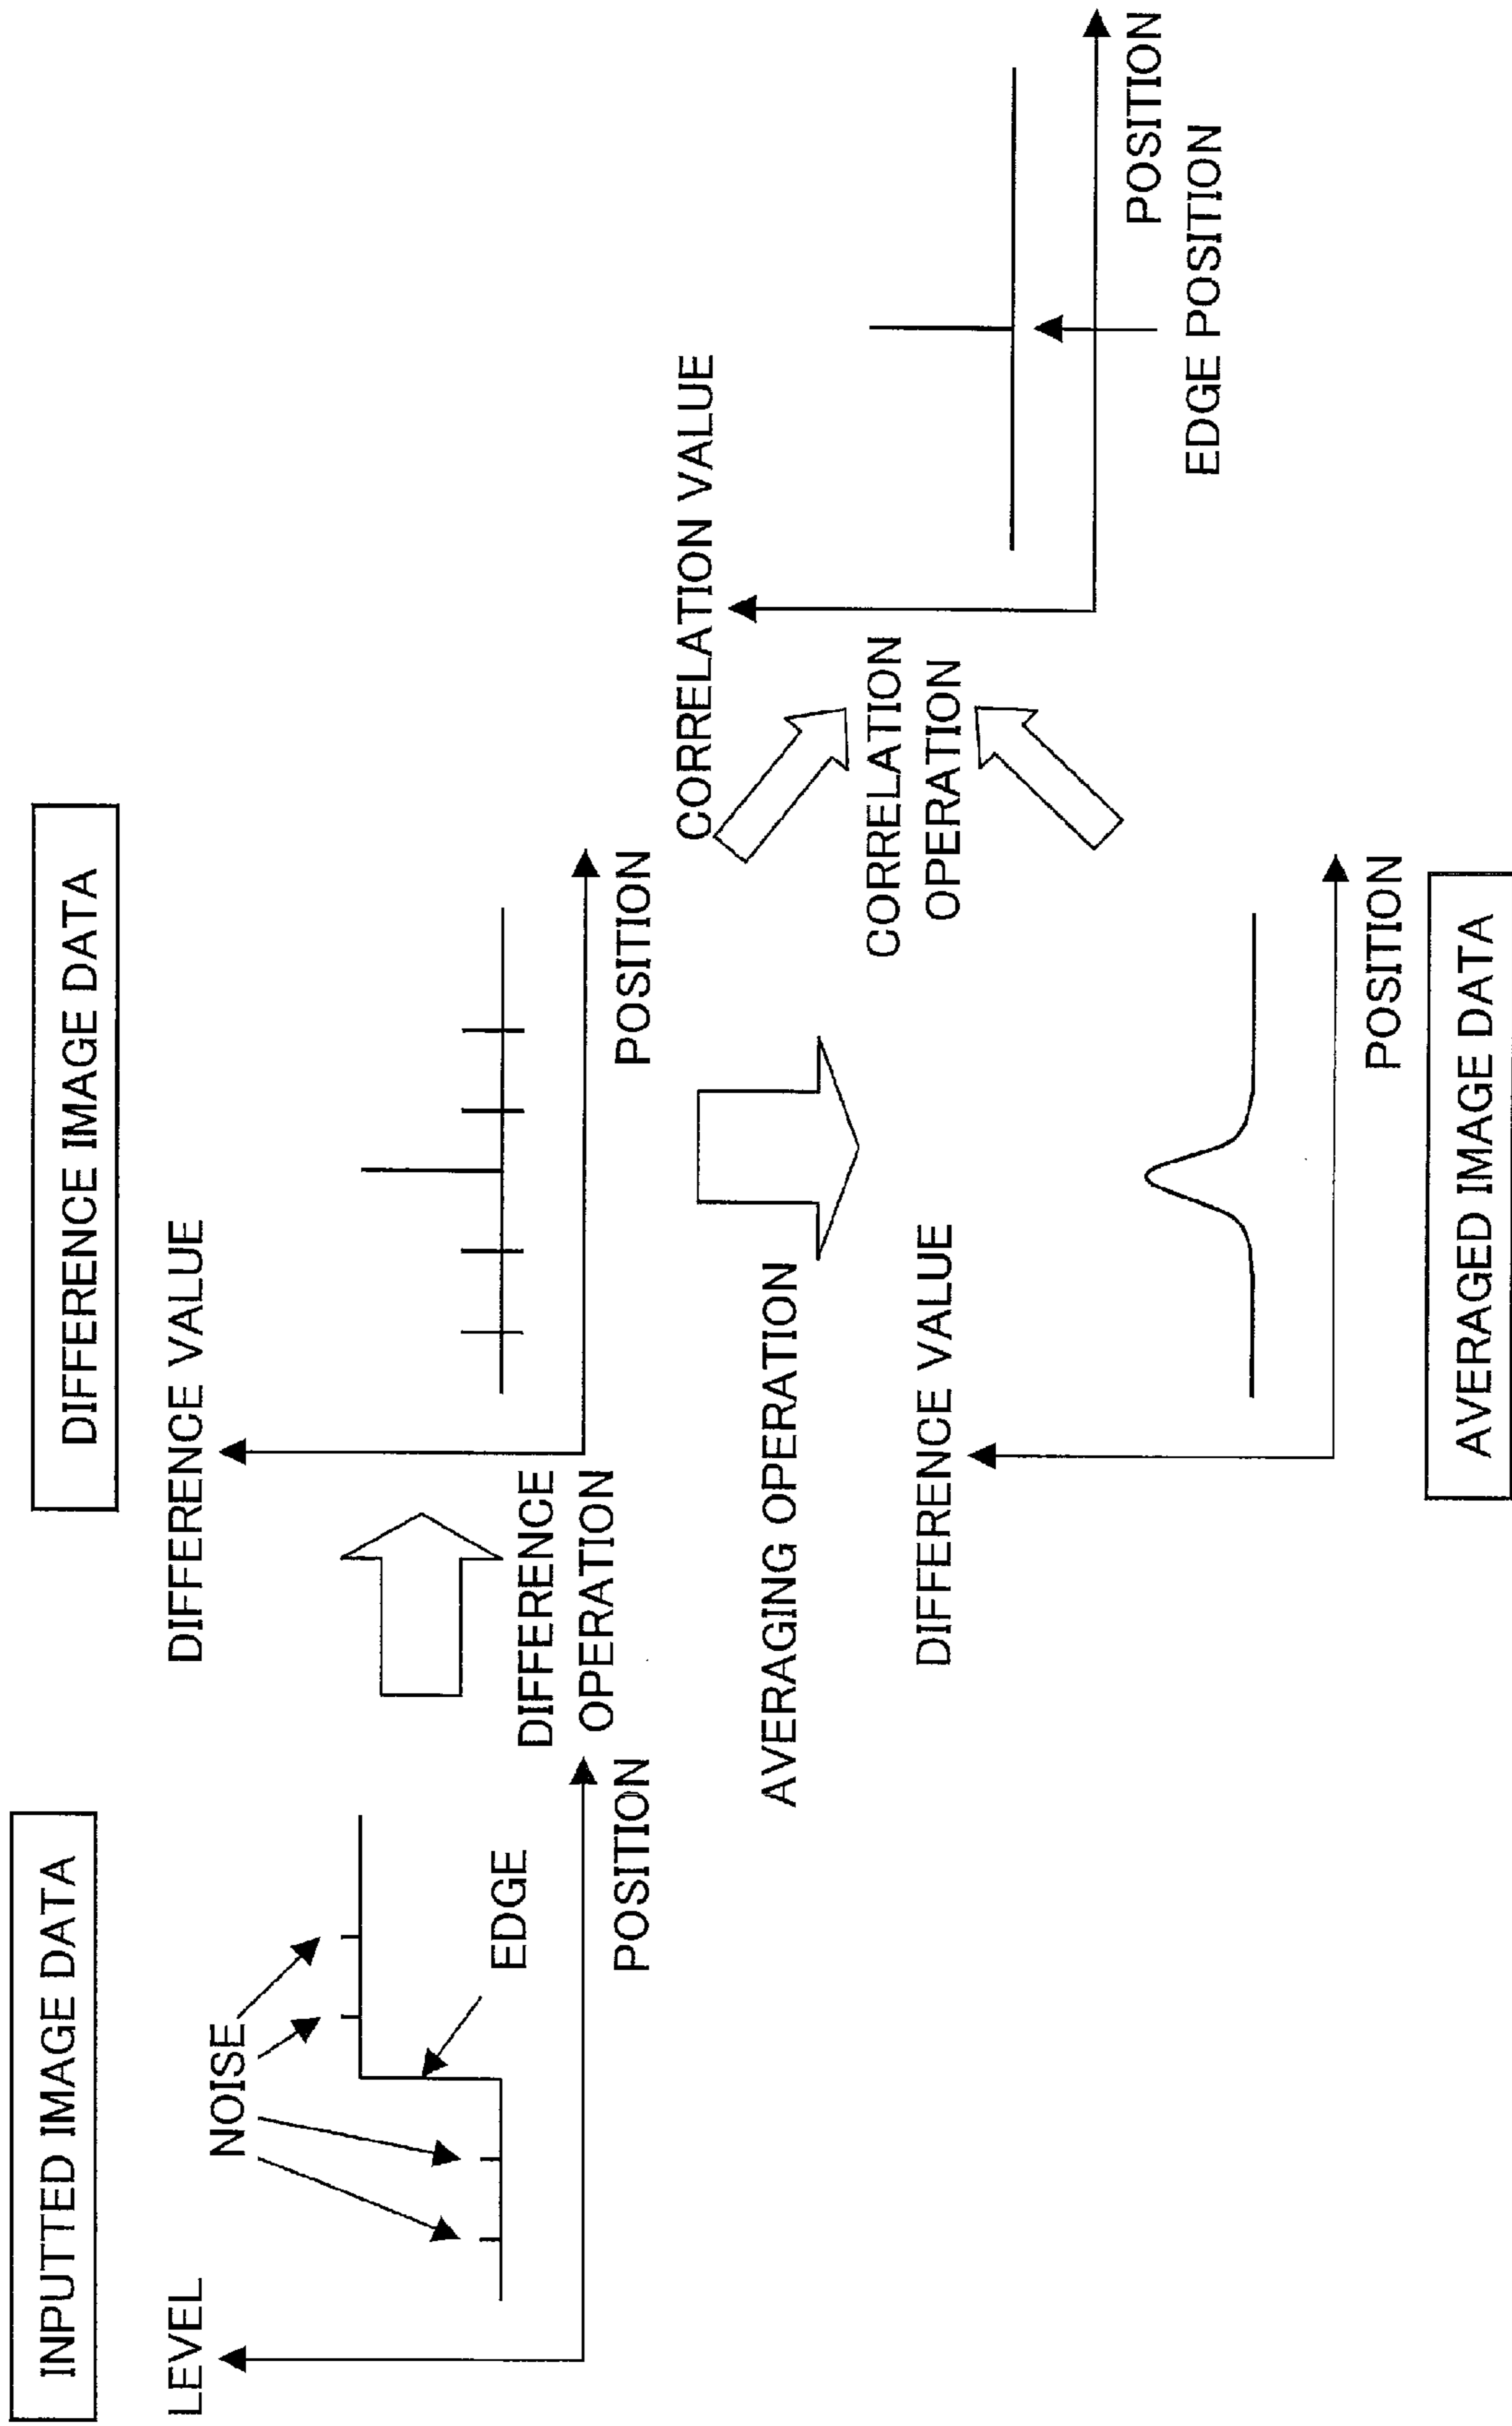 INPUTTED IMAGE DATA
LEVEL
NOISE
EDGE
POSITION
DIFFERENCE
OPERATION
DIFFERENCE IMAGE DATA
DIFFERENCE VALUE
POSITION
AVERAGING OPERATION
DIFFERENCE VALUE
POSITION
AVERAGED IMAGE DATA
CORRELATION
OPERATION
CORRELATION VALUE
POSITION
EDGE POSITION